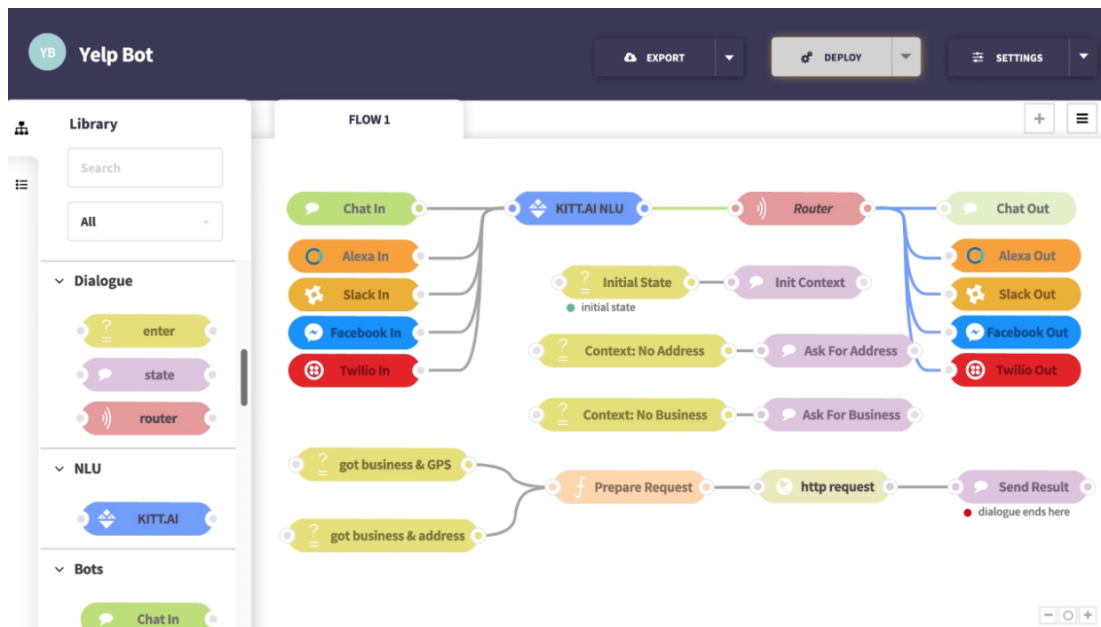 YB
Yelp Bot
EXPORT
DEPLOY
SETTINGS
Library
Search
All
Dialogue
enter
state
router
NLU
KITT.AI
Bots
Chat In
FLOW 1
Chat In
KITT.AI NLU
Router
Chat Out
Alexa In
Alexa Out
Initial State
Init Context
Slack In
Slack Out
initial state
Facebook In
Facebook Out
Context: No Address
Ask For Address
Twilio In
Twilio Out
Context: No Business
Ask For Business
got business & GPS
Prepare Request
http request
Send Result
dialogue ends here
got business & address